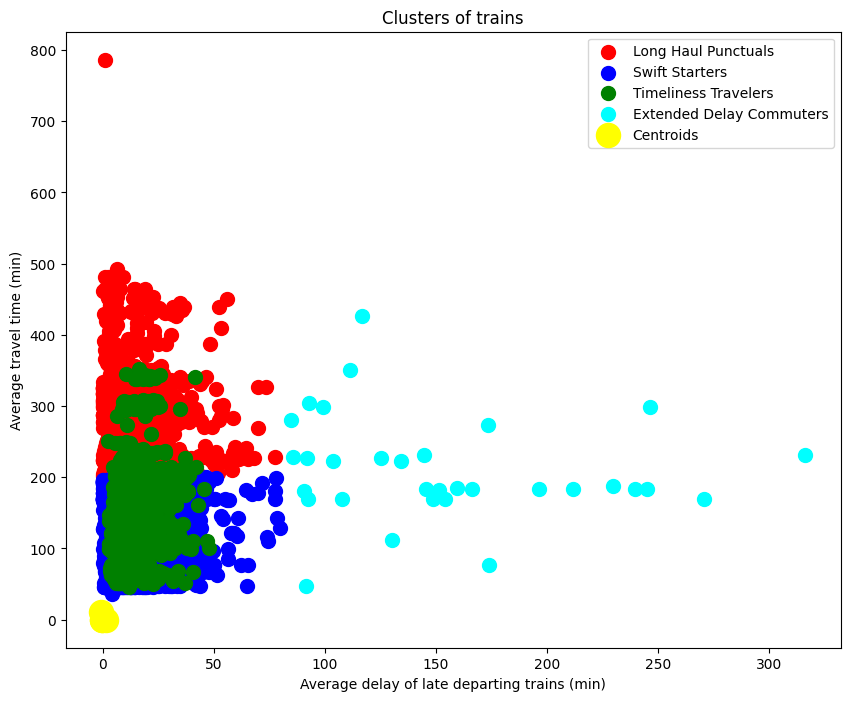 Clusters of trains
Long Haul Punctuals
Swift Starters
Timeliness Travelers
Extended Delay Commuters
Centroids
Average travel time (min)
800
700
600
500
400
300
200
100
0
0 50 100 150 200 250 300
Average delay of late departing trains (min)